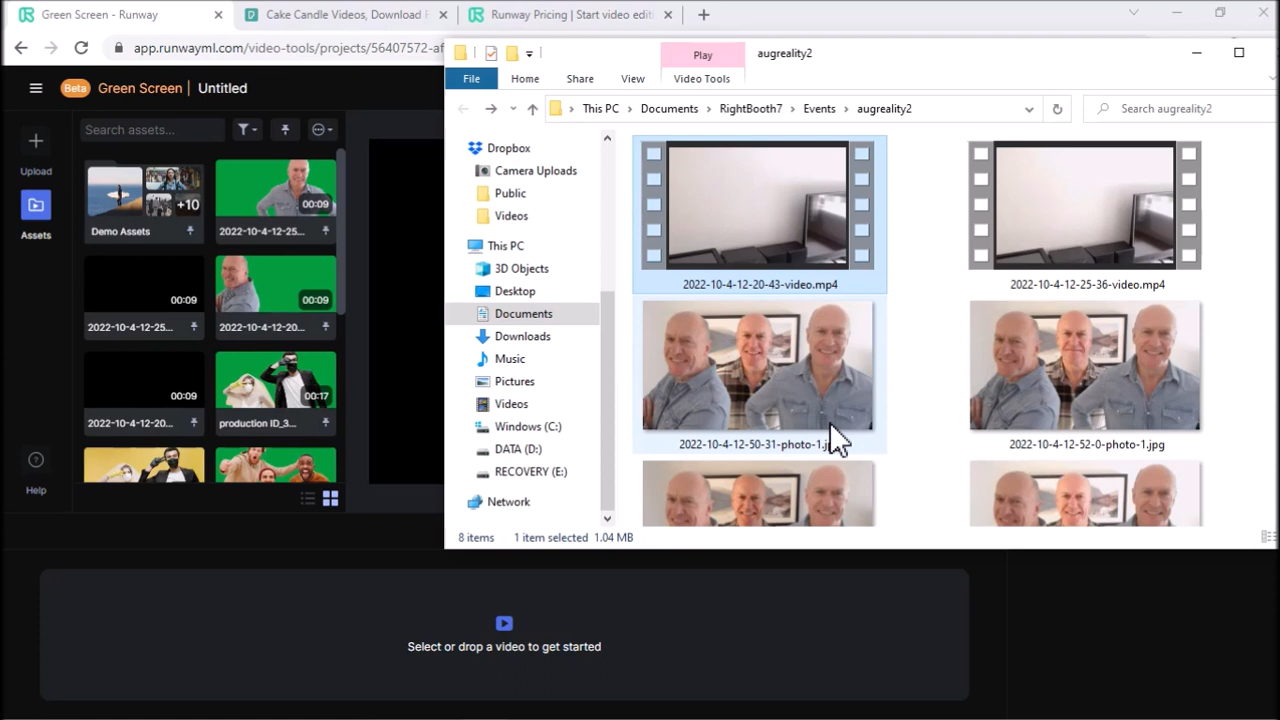 Green Screen - Runway
Cake Candle Videos, Download F
Runway Pricing | Start video edit
app.runwayml.com/video-tools/projects/56407572-af
Beta Green Screen | Untitled
Search assets...
Upload
Assets
Help
+10
Demo Assets
00:09
2022-10-4-12-25...
00:09
2022-10-4-12-25...
00:09
2022-10-4-12-20...
00:09
2022-10-4-12-20...
00:17
production ID_3...
Select or drop a video to get started
Play
augreality2
File
Home
Share
View
Video Tools
This PC
Documents
RightBooth7
Events
augreality2
Search augreality2
Dropbox
Camera Uploads
Public
Videos
This PC
3D Objects
Desktop
Documents
Downloads
Music
Pictures
Videos
Windows (C:)
DATA (D:)
RECOVERY (E:)
Network
2022-10-4-12-20-43-video.mp4
2022-10-4-12-25-36-video.mp4
2022-10-4-12-50-31-photo-1.j
2022-10-4-12-52-0-photo-1.jpg
8 items
1 item selected 1.04 MB